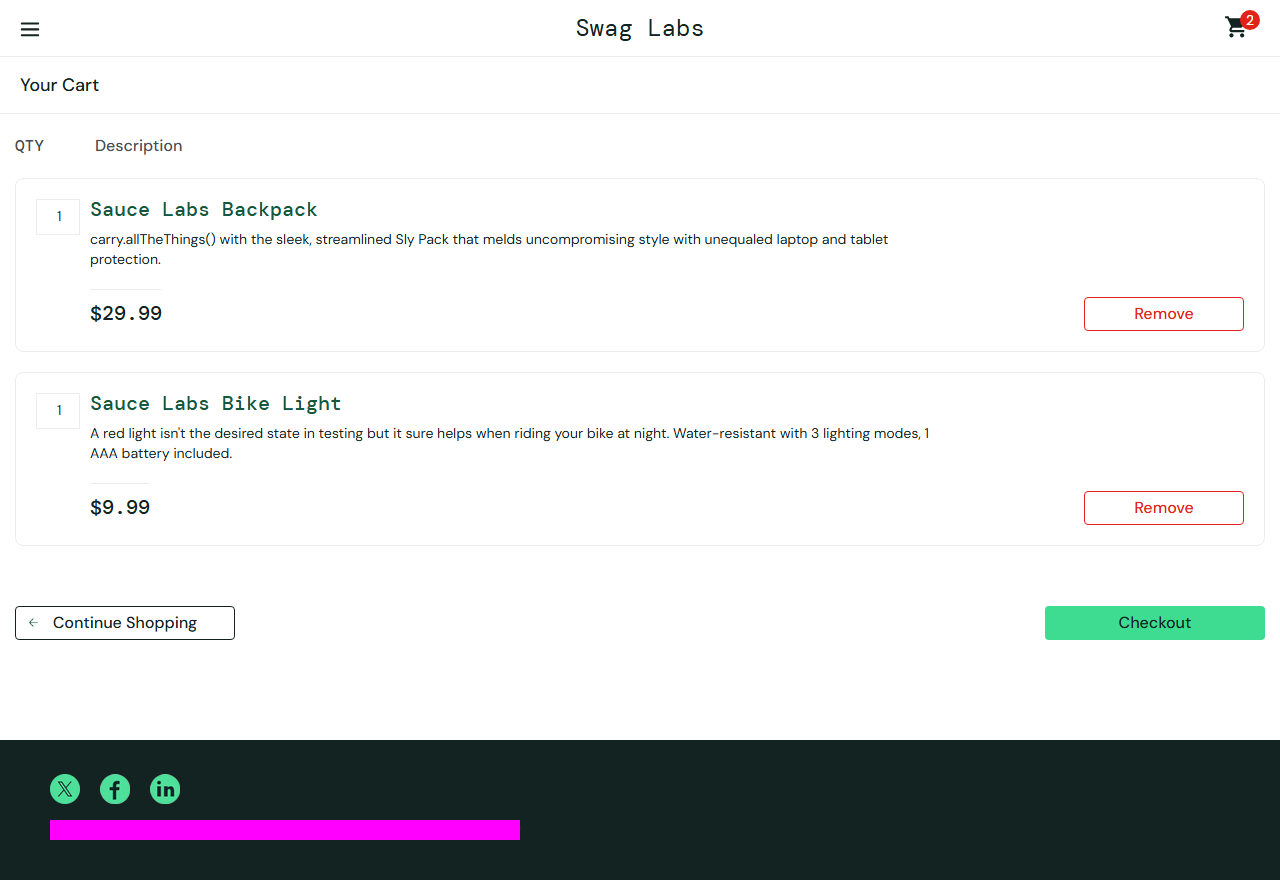 Swag Labs
2
Your Cart
QTY Description
1
Sauce Labs Backpack
carry.allTheThings() with the sleek, streamlined Sly Pack that melds uncompromising style with unequaled laptop and tablet
protection.
$29.99
Remove
1
Sauce Labs Bike Light
A red light isn't the desired state in testing but it sure helps when riding your bike at night. Water-resistant with 3 lighting modes, 1
AAA battery included.
$9.99
Remove
Continue Shopping
Checkout